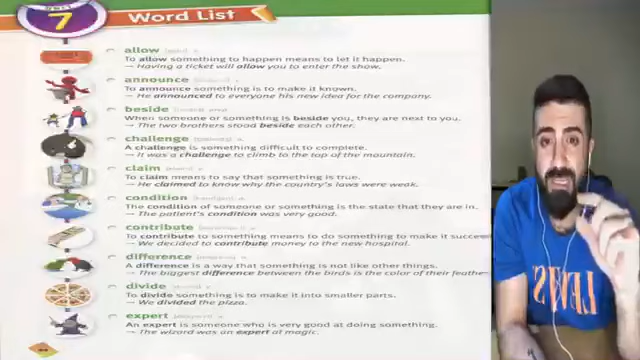 UNIT
7
Word List
allow
To allow something to happen means to let it happen.
→ Having a ticket will allow you to enter the show.
announce
To announce something is to make it known.
→ He announced to everyone his new idea for the company.
beside
When someone or something is beside you, they are next to you.
→ The two brothers stood beside each other.
challenge
A challenge is something difficult to complete.
→ It was a challenge to climb to the top of the mountain.
claim
To claim means to say that something is true.
→ He claimed to know why the country's laws were weak.
condition
The condition of someone or something is the state that they are in.
→ The patient's condition was very good.
contribute
To contribute to something means to do something to make it
→ We decided to contribute money to the new hospital.
difference
A difference is a way that something is not like other things.
→ The biggest difference between the birds is the color of their
divide
To divide something is to make it into smaller parts.
→ We divided the pizza.
expert
An expert is someone who is very good at doing something.
→ The wizard was an expert at magic.